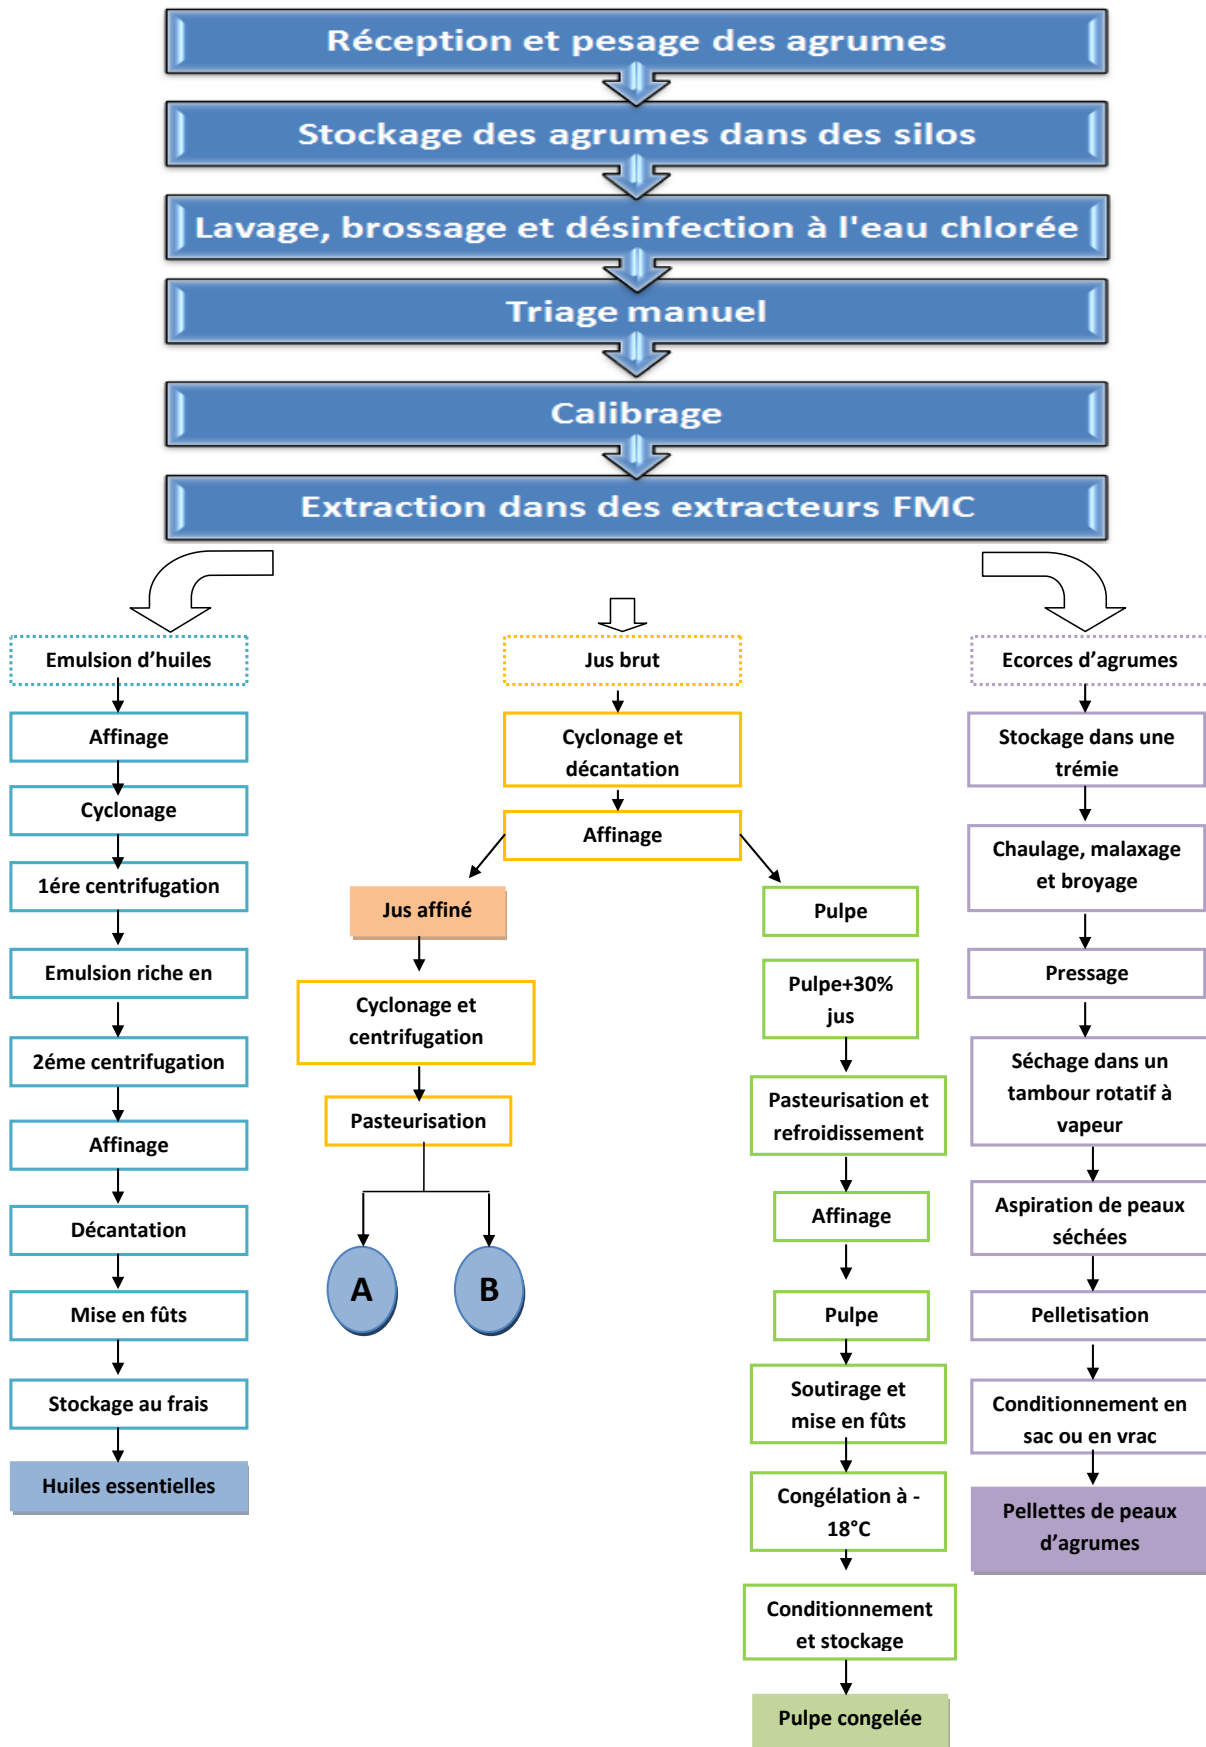 Réception et pesage des agrumes
Stockage des agrumes dans des silos
Lavage, brossage et désinfection à l'eau chlorée
Triage manuel
Calibrage
Extraction dans des extracteurs FMC
Emulsion d’huiles
Affinage
Cyclonage
1ére centrifugation
Emulsion riche en
2éme centrifugation
Affinage
Décantation
Mise en fûts
Stockage au frais
Huiles essentielles
Jus brut
Cyclonage et
décantation
Affinage
Jus affiné
Cyclonage et
centrifugation
Pasteurisation
A
B
Pulpe
Pulpe+30%
jus
Pasteurisation et
refroidissement
Affinage
Pulpe
Soutirage et
mise en fûts
Congélation à -
18°C
Conditionnement
et stockage
Pulpe congelée
Ecorces d’agrumes
Stockage dans une
trémie
Chaulage, malaxage
et broyage
Pressage
Séchage dans un
tambour rotatif à
vapeur
Aspiration de peaux
séchées
Pelletisation
Conditionnement en
sac ou en vrac
Pellettes de peaux
d’agrumes